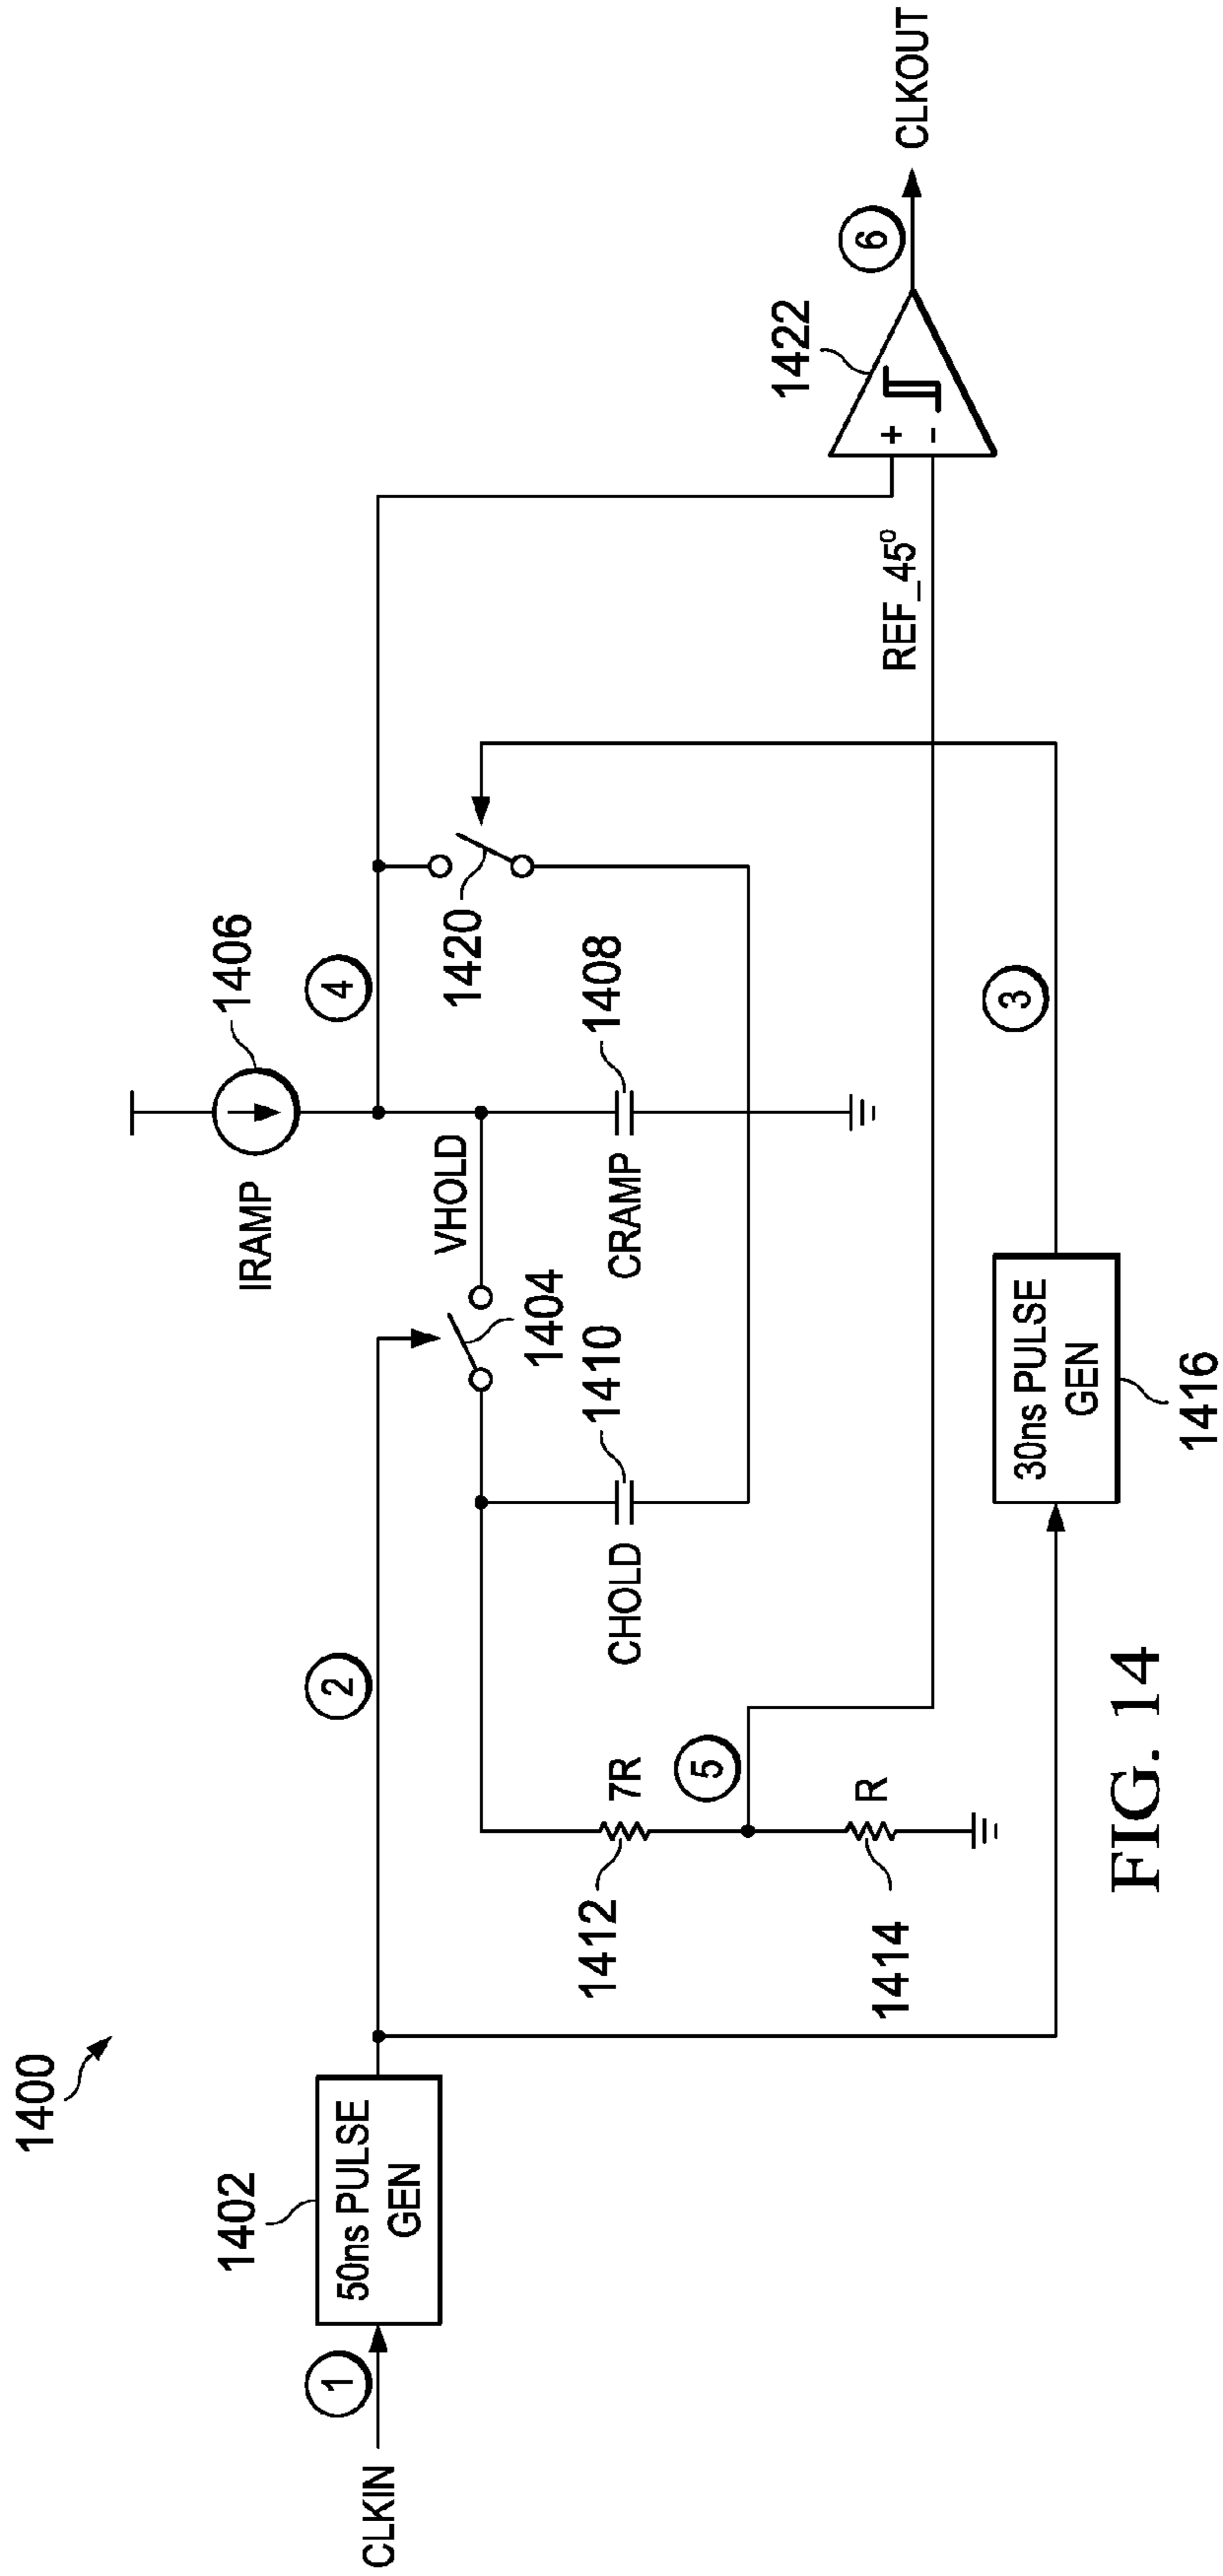 1400
CLKIN
1
1402
50ns PULSE
GEN
2
1412
7R
5
1414
R
CHOLD
1410
1404
VHOLD
IRAMP
1406
4
CRAMP
1408
1420
30ns PULSE
GEN
1416
3
REF_45°
1422
+
-
6
CLKOUT
FIG. 14